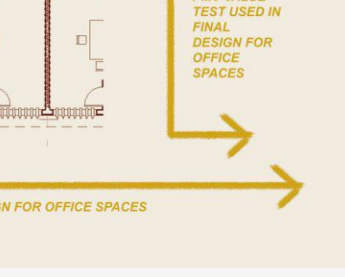 TEST USED IN
FINAL
DESIGN FOR
OFFICE
SPACES
FOR OFFICE SPACES